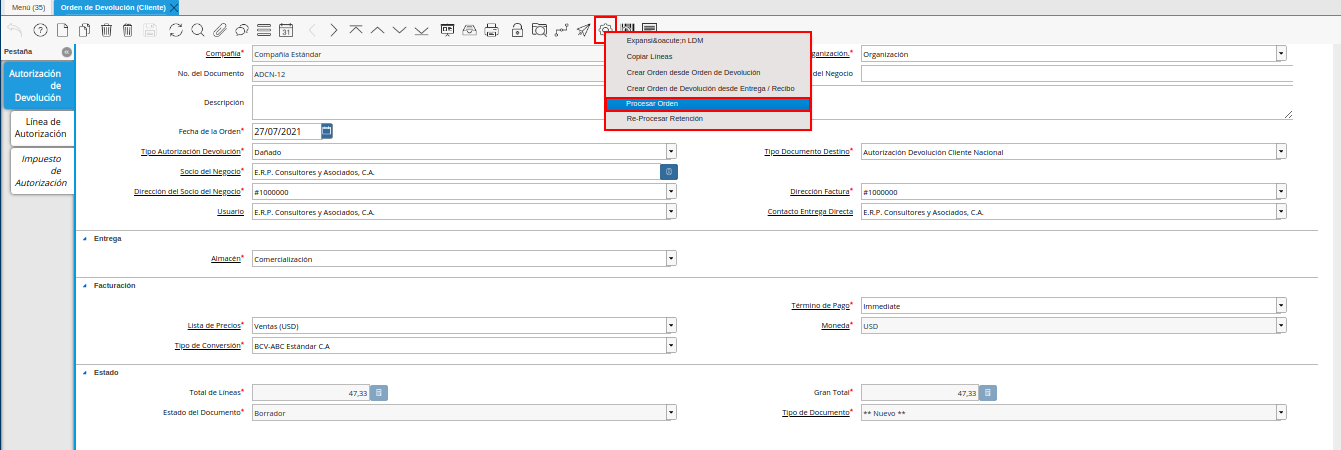 Menú (35)
Orden de Devolución (Cliente)
31
Pestaña
Autorización de Devolución
Línea de Autorización
Impuesto de Autorización
Expansi&oacute;n LDM
Copiar Líneas
Crear Orden desde Orden de Devolución
Crear Orden de Devolución desde Entrega / Recibo
Procesar Orden
Re-Procesar Retención
Compañía* Compañia Estándar
ganización.* Organización
No. del Documento ADCN-12
del Negocio
Descripción
Fecha de la Orden* 27/07/2021
Tipo Autorización Devolución* Dañado
Tipo Documento Destino* Autorización Devolución Cliente Nacional
Socio del Negocio* E.R.P. Consultores y Asociados, C.A.
Dirección del Socio del Negocio* #1000000
Dirección Factura* #1000000
Usuario E.R.P. Consultores y Asociados, C.A.
Contacto Entrega Directa E.R.P. Consultores y Asociados, C.A.
Entrega
Almacén* Comercialización
Facturación
Término de Pago* Immediate
Lista de Precios* Ventas (USD)
Moneda* USD
Tipo de Conversión* BCV-ABC Estándar C.A
Estado
Total de Líneas* 47,33
Gran Total* 47,33
Estado del Documento* Borrador
Tipo de Documento* ** Nuevo **